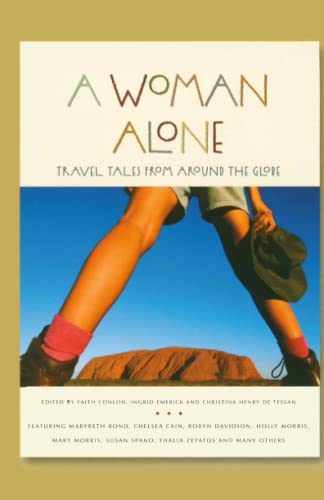 A WOMAN
ALONE
TRAVEL TALES FROM AROUND THE GLOBE
EDITED BY FAITH CONLON, INGRID EMERICK AND CHRISTINA HENRY DE TESSAN
FEATURING MARYBETH BOND, CHELSEA CAIN, ROBYN DAVIDSON, HOLLY MORRIS,
MARY MORRIS, SUSAN SPANO, THALIA ZEPATOS AND MANY OTHERS